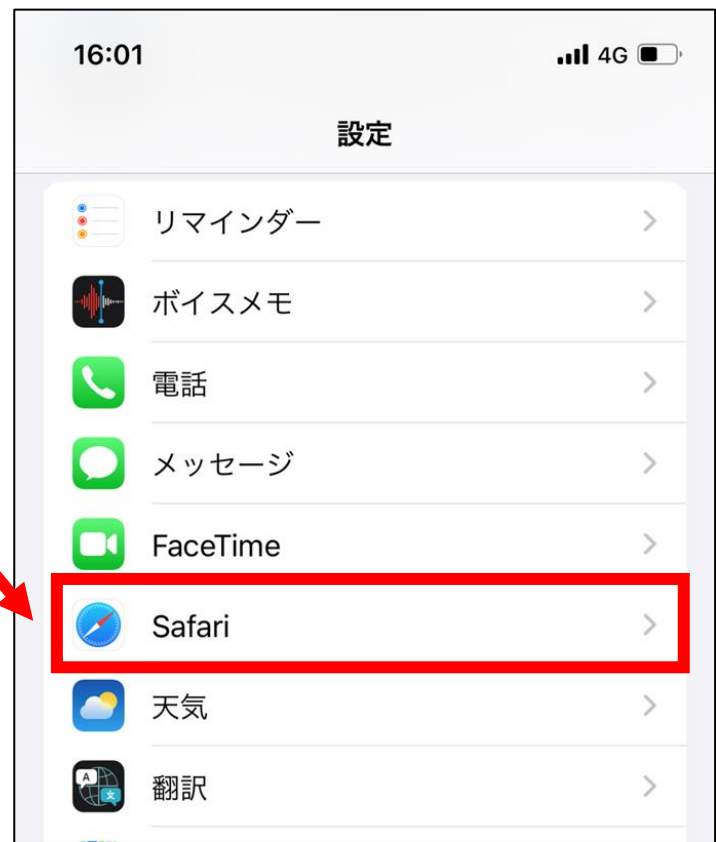 16:01
4G
設定
リマインダー
ボイスメモ
電話
メッセージ
FaceTime
Safari
天気
翻訳